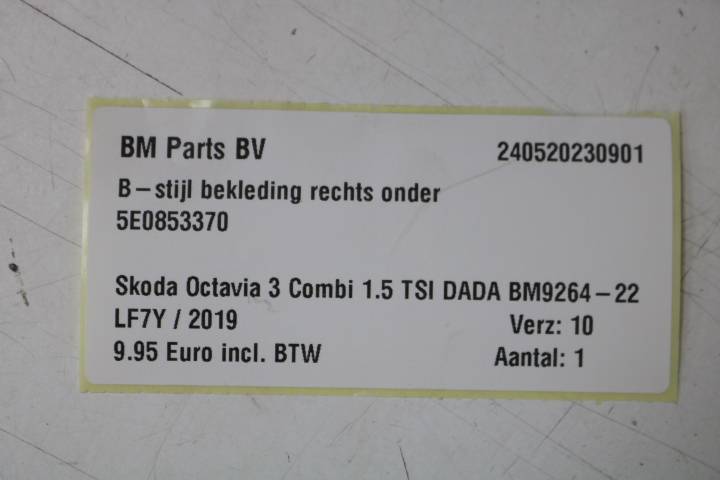 BM Parts BV 240520230901
B-stijl bekleding rechts onder
5E0853370
Skoda Octavia 3 Combi 1.5 TSI DADA BM9264-22
LF7Y / 2019 Verz: 10
9.95 Euro incl. BTW Aantal: 1